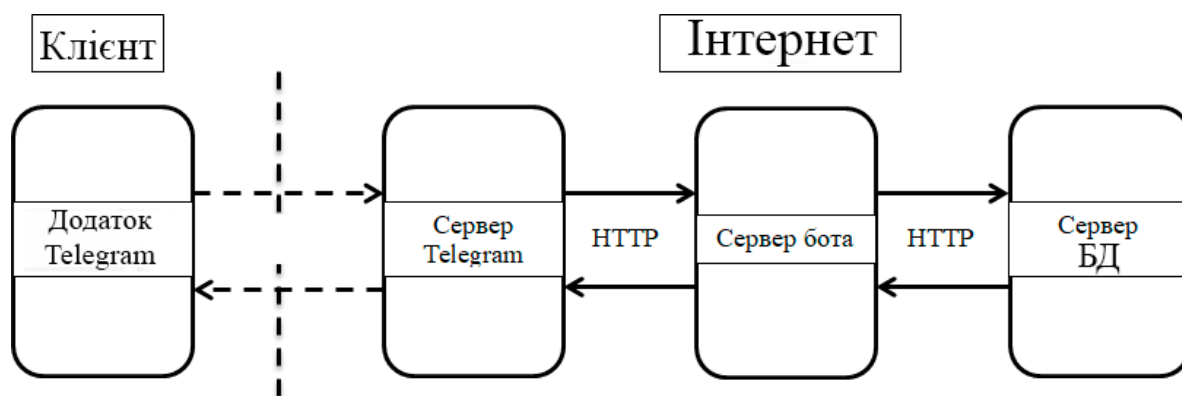 Клієнт
Інтернет
Додаток
Telegram
Сервер
Telegram
HTTP
Сервер бота
HTTP
Сервер
БД